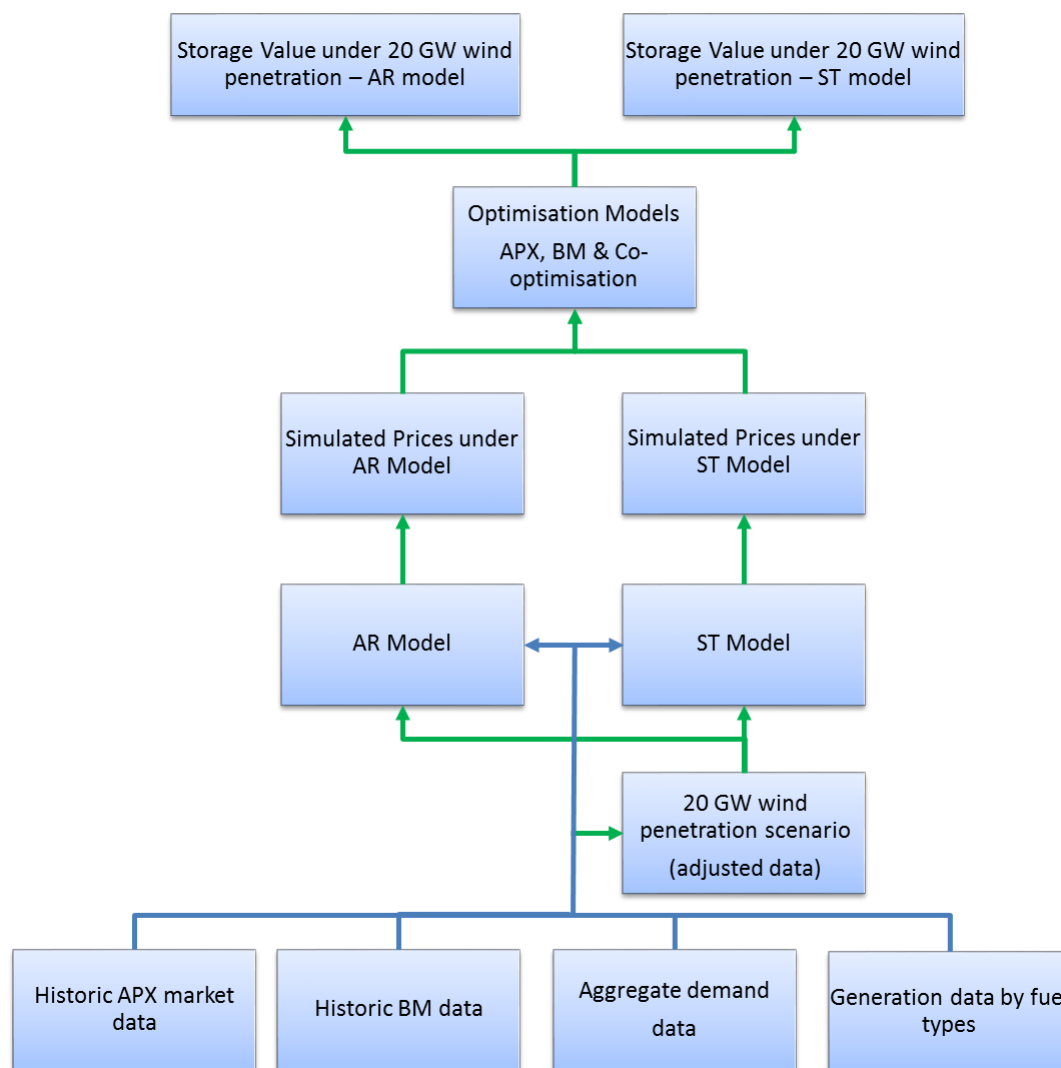 Storage Value under 20 GW wind
penetration – AR model
Storage Value under 20 GW wind
penetration – ST model
Optimisation Models
APX, BM & Co-
optimisation
Simulated Prices under
AR Model
Simulated Prices under
ST Model
AR Model
ST Model
20 GW wind
penetration scenario
(adjusted data)
Historic APX market
data
Historic BM data
Aggregate demand
data
Generation data by fue
types